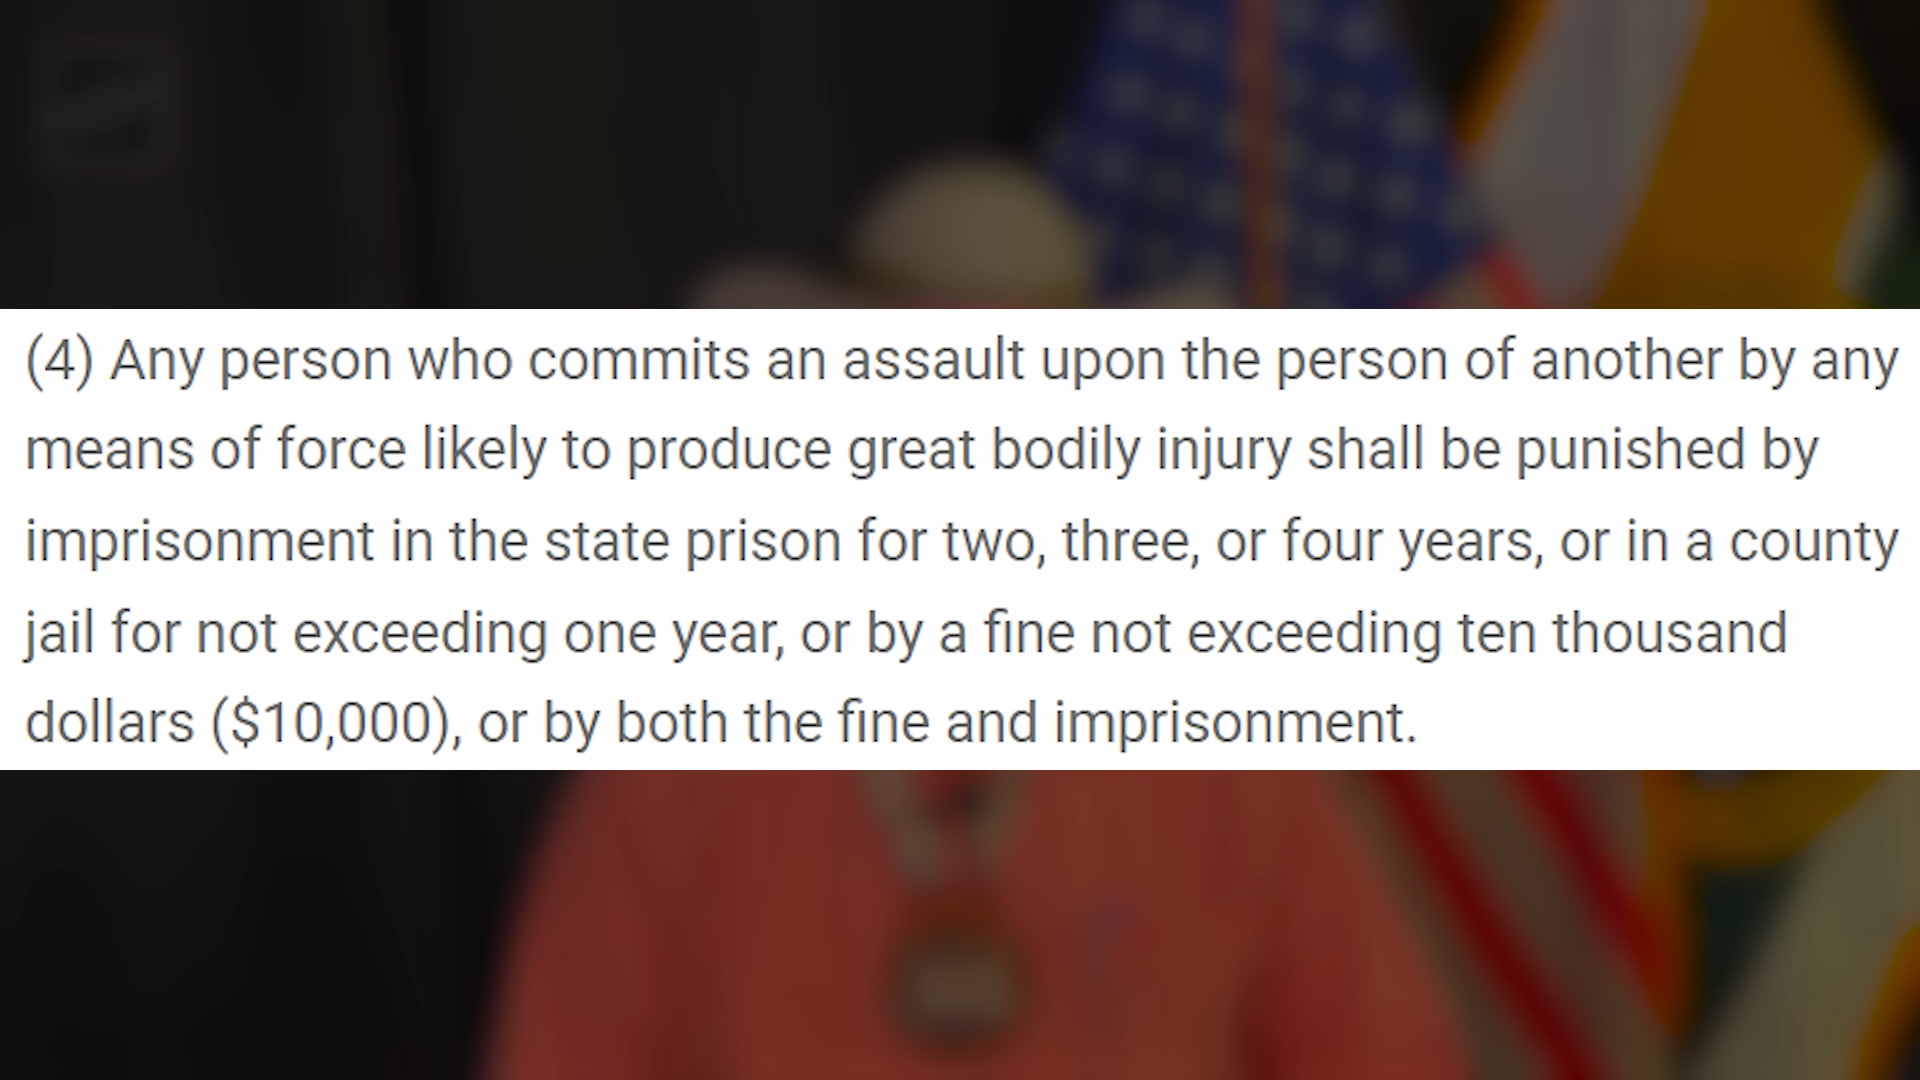 (4) Any person who commits an assault upon the person of another by any
means of force likely to produce great bodily injury shall be punished by
imprisonment in the state prison for two, three, or four years, or in a county
jail for not exceeding one year, or by a fine not exceeding ten thousand
dollars ($10,000), or by both the fine and imprisonment.